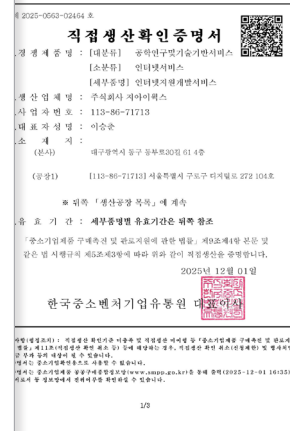 제 2025-0563-02464 호
직접생산확인증명서
.경쟁제품명 : [대분류] 공학연구및기술기반서비스
[소분류] 인터넷서비스
[세부품명] 인터넷지원개발서비스
.생산업체명 : 주식회사 지아이웍스
.사업자번호 : 113-86-71713
.대표자성명 : 이승준
.소재지 :
(본사) 대구광역시 동구 동부로30길 61 4층
(공장1) [113-86-71713] 서울특별시 구로구 디지털로 272 104호
※ 뒤쪽 「생산공장 목록」에 계속
.유효기간 : 세부품명별 유효기간은 뒤쪽 참조
「중소기업제품 구매촉진 및 판로지원에 관한 법률」 제9조제4항 본문 및
같은 법 시행규칙 제5조제3항에 따라 위와 같이 직접생산을 증명합니다.
2025년 12월 01일
한국중소벤처기업유통원 대표이사
1/3